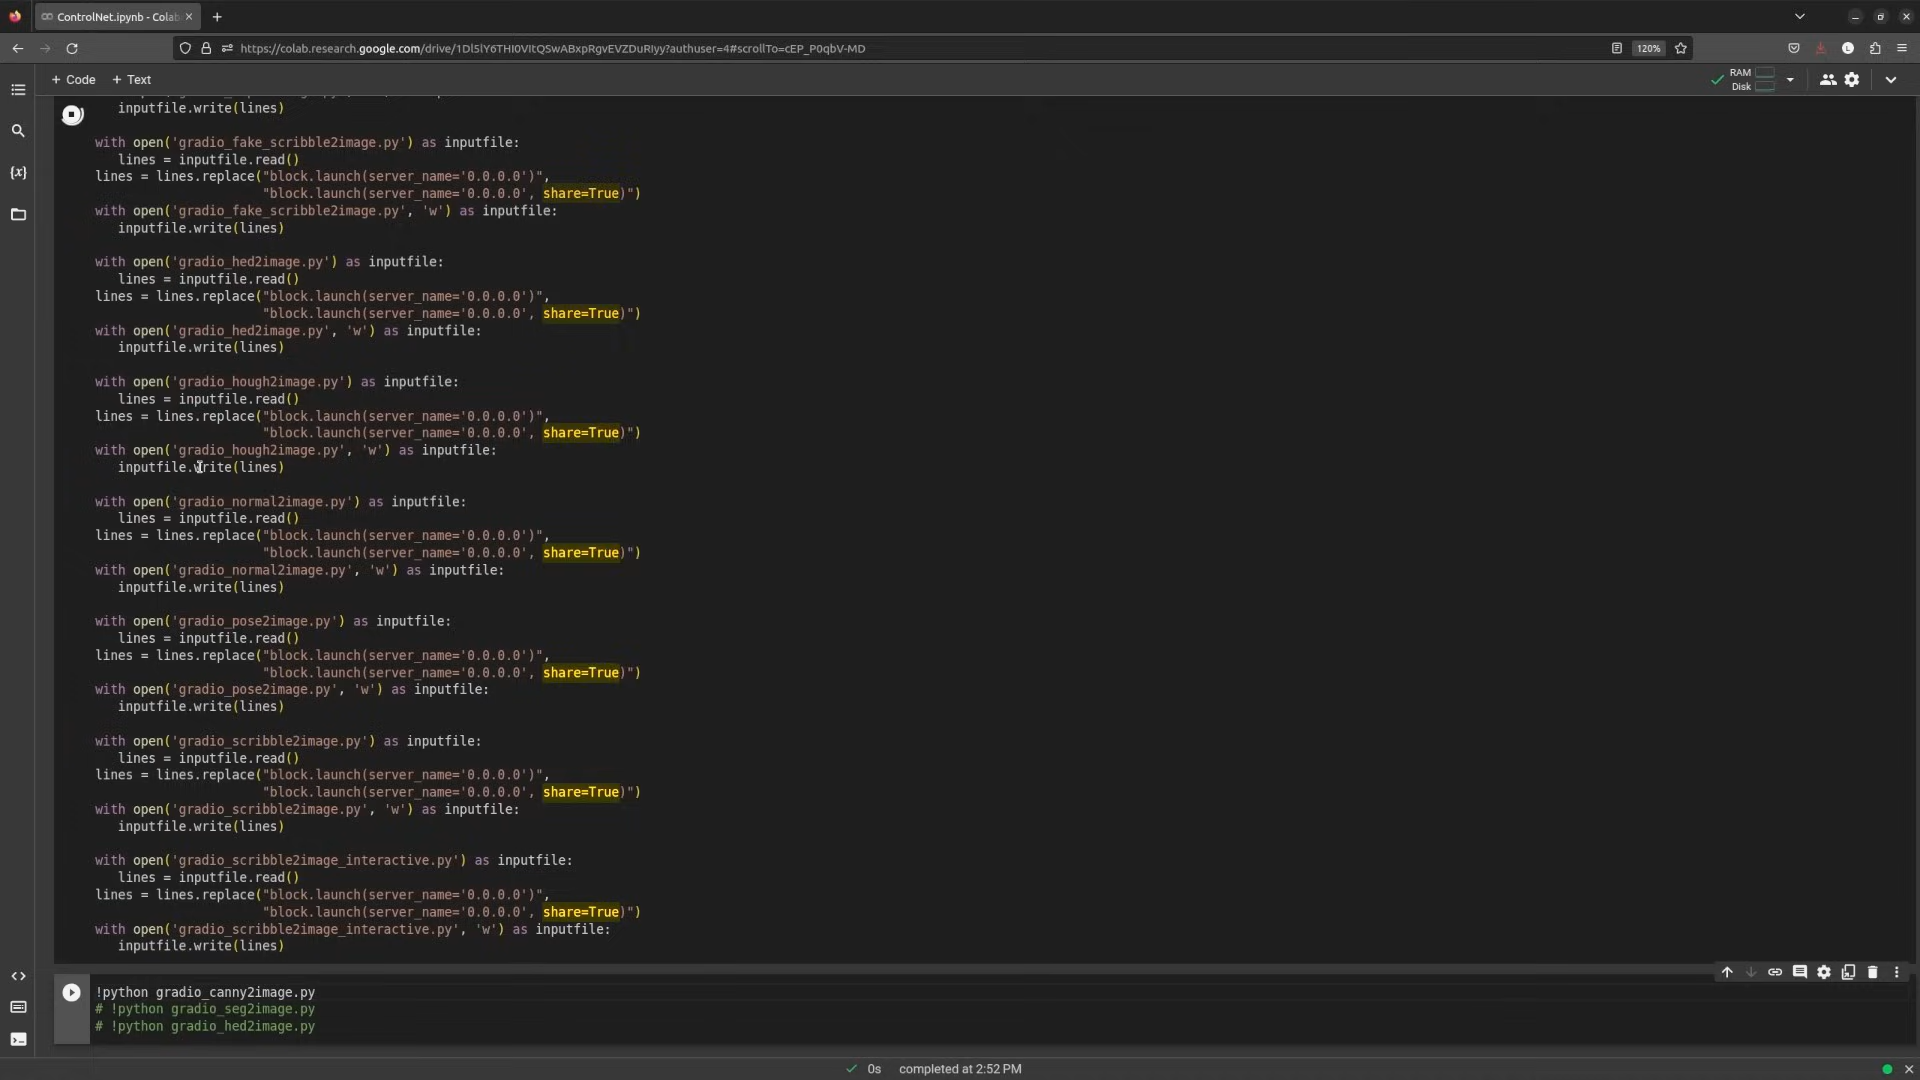 ControlNet.ipynb - Colab
https://colab.research.google.com/drive/1Dl5lY6THI0VItQSwABxpRgvEVZDuRIyy?authuser=4#scrollTo=cEP_P0qbV-MD
120%
+ Code + Text
RAM
Disk
inputfile.write(lines)
with open('gradio_fake_scribble2image.py') as inputfile:
lines = inputfile.read()
lines = lines.replace("block.launch(server_name='0.0.0.0')",
"block.launch(server_name='0.0.0.0', share=True)")
with open('gradio_fake_scribble2image.py', 'w') as inputfile:
inputfile.write(lines)
with open('gradio_hed2image.py') as inputfile:
lines = inputfile.read()
lines = lines.replace("block.launch(server_name='0.0.0.0')",
"block.launch(server_name='0.0.0.0', share=True)")
with open('gradio_hed2image.py', 'w') as inputfile:
inputfile.write(lines)
with open('gradio_hough2image.py') as inputfile:
lines = inputfile.read()
lines = lines.replace("block.launch(server_name='0.0.0.0')",
"block.launch(server_name='0.0.0.0', share=True)")
with open('gradio_hough2image.py', 'w') as inputfile:
inputfile.write(lines)
with open('gradio_normal2image.py') as inputfile:
lines = inputfile.read()
lines = lines.replace("block.launch(server_name='0.0.0.0')",
"block.launch(server_name='0.0.0.0', share=True)")
with open('gradio_normal2image.py', 'w') as inputfile:
inputfile.write(lines)
with open('gradio_pose2image.py') as inputfile:
lines = inputfile.read()
lines = lines.replace("block.launch(server_name='0.0.0.0')",
"block.launch(server_name='0.0.0.0', share=True)")
with open('gradio_pose2image.py', 'w') as inputfile:
inputfile.write(lines)
with open('gradio_scribble2image.py') as inputfile:
lines = inputfile.read()
lines = lines.replace("block.launch(server_name='0.0.0.0')",
"block.launch(server_name='0.0.0.0', share=True)")
with open('gradio_scribble2image.py', 'w') as inputfile:
inputfile.write(lines)
with open('gradio_scribble2image_interactive.py') as inputfile:
lines = inputfile.read()
lines = lines.replace("block.launch(server_name='0.0.0.0')",
"block.launch(server_name='0.0.0.0', share=True)")
with open('gradio_scribble2image_interactive.py', 'w') as inputfile:
inputfile.write(lines)
!python gradio_canny2image.py
# !python gradio_seg2image.py
# !python gradio_hed2image.py
0s completed at 2:52 PM